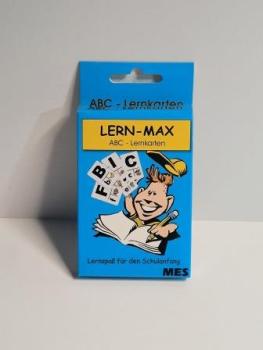 ABC - Lernkarten
LERN-MAX
ABC - Lernkarten
B I C
F
Lernspaß für den Schulanfang
MES